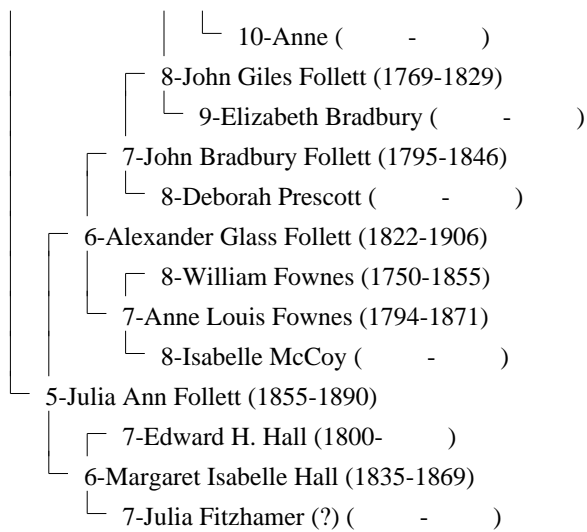 10-Anne ( - )
8-John Giles Follett (1769-1829)
9-Elizabeth Bradbury ( - )
7-John Bradbury Follett (1795-1846)
8-Deborah Prescott ( - )
6-Alexander Glass Follett (1822-1906)
8-William Fownes (1750-1855)
7-Anne Louis Fownes (1794-1871)
8-Isabelle McCoy ( - )
5-Julia Ann Follett (1855-1890)
7-Edward H. Hall (1800- )
6-Margaret Isabelle Hall (1835-1869)
7-Julia Fitzhamer (?) ( - )